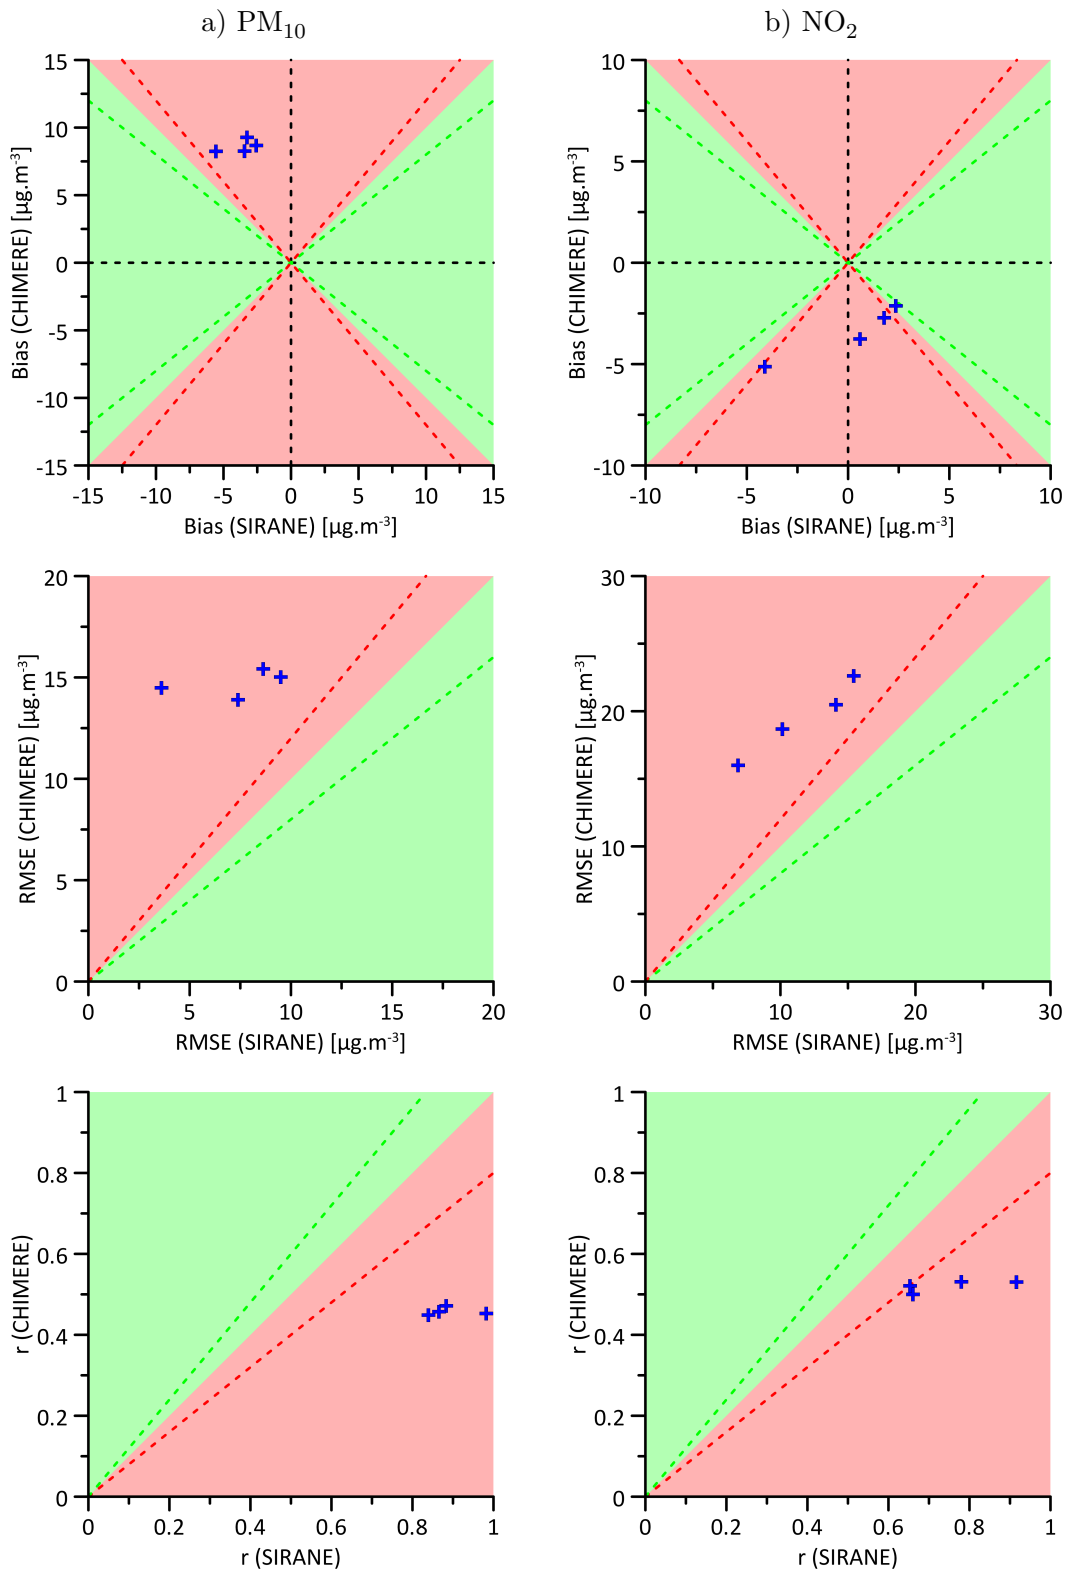 a) PM10
b) NO2
15
10
5
0
-5
-10
-15
Bias (CHIMERE) [µg.m-3]
-15 -10 -5 0 5 10 15
Bias (SIRANE) [µg.m-3]
10
5
0
-5
-10
Bias (CHIMERE) [µg.m-3]
-10 -5 0 5 10
Bias (SIRANE) [µg.m-3]
20
15
10
5
0
RMSE (CHIMERE) [µg.m-3]
0 5 10 15 20
RMSE (SIRANE) [µg.m-3]
30
20
10
0
RMSE (CHIMERE) [µg.m-3]
0 10 20 30
RMSE (SIRANE) [µg.m-3]
1
0.8
0.6
0.4
0.2
0
r (CHIMERE)
0 0.2 0.4 0.6 0.8 1
r (SIRANE)
1
0.8
0.6
0.4
0.2
0
r (CHIMERE)
0 0.2 0.4 0.6 0.8 1
r (SIRANE)